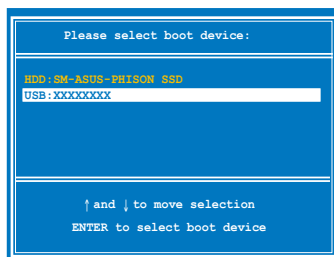 Please select boot device:
HDD:SM-ASUS-PHISON SSD
USB:XXXXXXXX
↑and ↓to move selection
ENTER to select boot device